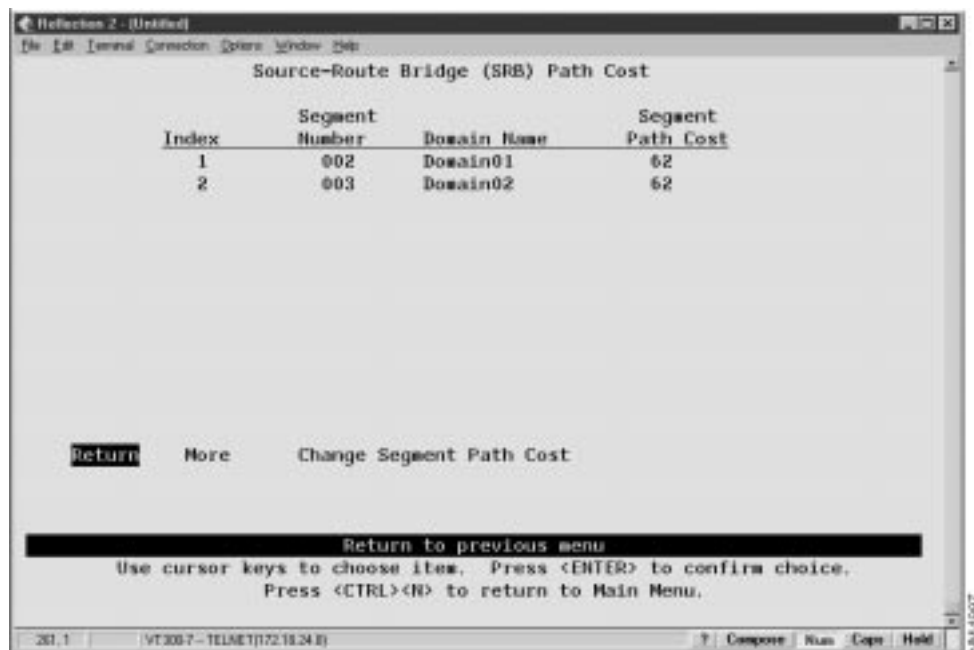 Reflection 2 - (Untitled)
File Edit Terminal Connection Options Window Help
Source-Route Bridge (SRB) Path Cost
Segment Segment
Index Number Domain Name Path Cost
1 002 Domain01 62
2 003 Domain02 62
Return More Change Segment Path Cost
Return to previous menu
Use cursor keys to choose item. Press <ENTER> to confirm choice.
Press <CTRL><N> to return to Main Menu.
? Compose Num Caps Hold